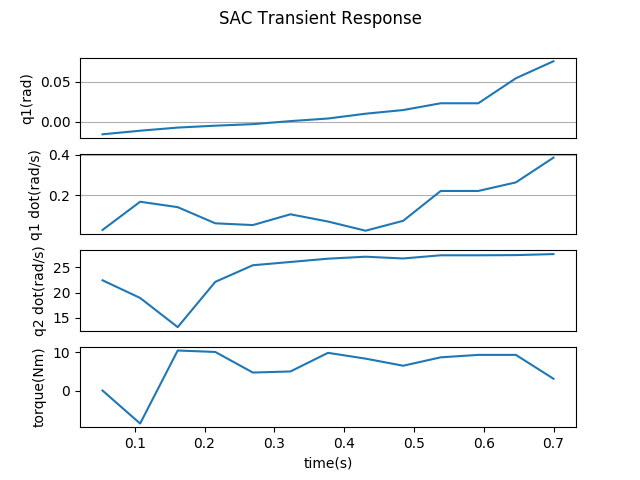 SAC Transient Response
q1(rad)
0.05
0.00
q1 dot(rad/s)
0.4
0.2
q2 dot(rad/s)
25
20
15
torque(Nm)
10
0
0.1 0.2 0.3 0.4 0.5 0.6 0.7
time(s)